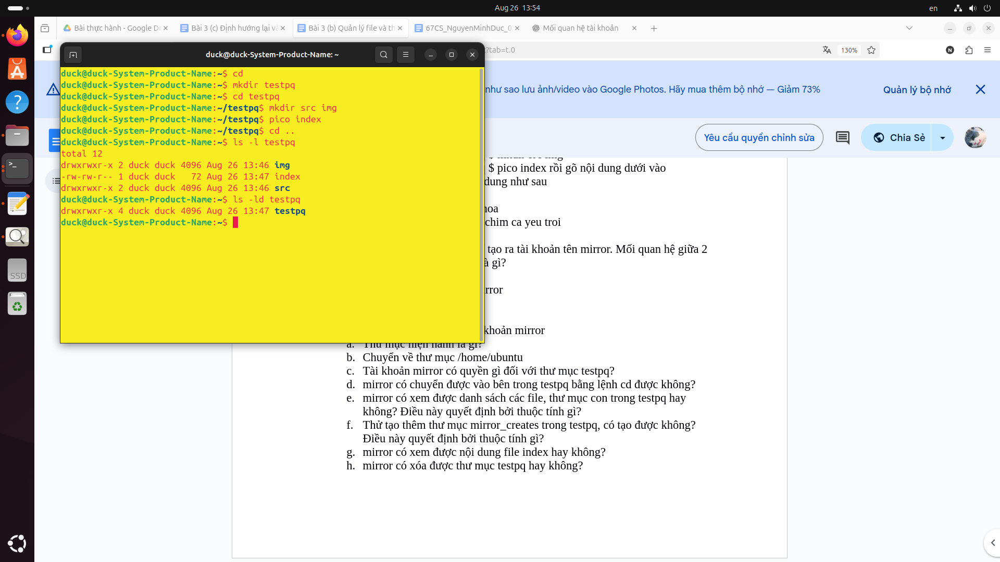 Aug 26 13:54
en
Bài thực hành - Google Dr
Bài 3 (c) Định hướng lại và
Bài 3 (b) Quản lý file và th
67CS_NguyenMinhDuc_0
Mối quan hệ tài khoản
duck@duck-System-Product-Name: ~
?tab=t.0
130%
N
duck@duck-System-Product-Name:~$ cd
duck@duck-System-Product-Name:~$ mkdir testpq
duck@duck-System-Product-Name:~$ cd testpq
duck@duck-System-Product-Name:~/testpq$ mkdir src img
duck@duck-System-Product-Name:~/testpq$ pico index
duck@duck-System-Product-Name:~/testpq$ cd ..
duck@duck-System-Product-Name:~$ ls -l testpq
total 12
drwxrwxr-x 2 duck duck 4096 Aug 26 13:46 img
-rw-rw-r-- 1 duck duck   72 Aug 26 13:47 index
drwxrwxr-x 2 duck duck 4096 Aug 26 13:46 src
duck@duck-System-Product-Name:~$ ls -ld testpq
drwxrwxr-x 4 duck duck 4096 Aug 26 13:47 testpq
duck@duck-System-Product-Name:~$
như sao lưu ảnh/video vào Google Photos. Hãy mua thêm bộ nhớ — Giảm 73%
Quản lý bộ nhớ
Yêu cầu quyền chỉnh sửa
Chia Sẻ
$ pico index rồi gõ nội dung dưới vào
dung như sau
hoa
chim ca yeu troi
tạo ra tài khoản tên mirror. Mối quan hệ giữa 2
à gì?
rror
khoản mirror
a. Thư mục hiện hành là gì?
b. Chuyển về thư mục /home/ubuntu
c. Tài khoản mirror có quyền gì đối với thư mục testpq?
d. mirror có chuyển được vào bên trong testpq bằng lệnh cd được không?
e. mirror có xem được danh sách các file, thư mục con trong testpq hay
không? Điều này quyết định bởi thuộc tính gì?
f. Thử tạo thêm thư mục mirror_creates trong testpq, có tạo được không?
Điều này quyết định bởi thuộc tính gì?
g. mirror có xem được nội dung file index hay không?
h. mirror có xóa được thư mục testpq hay không?
SSD